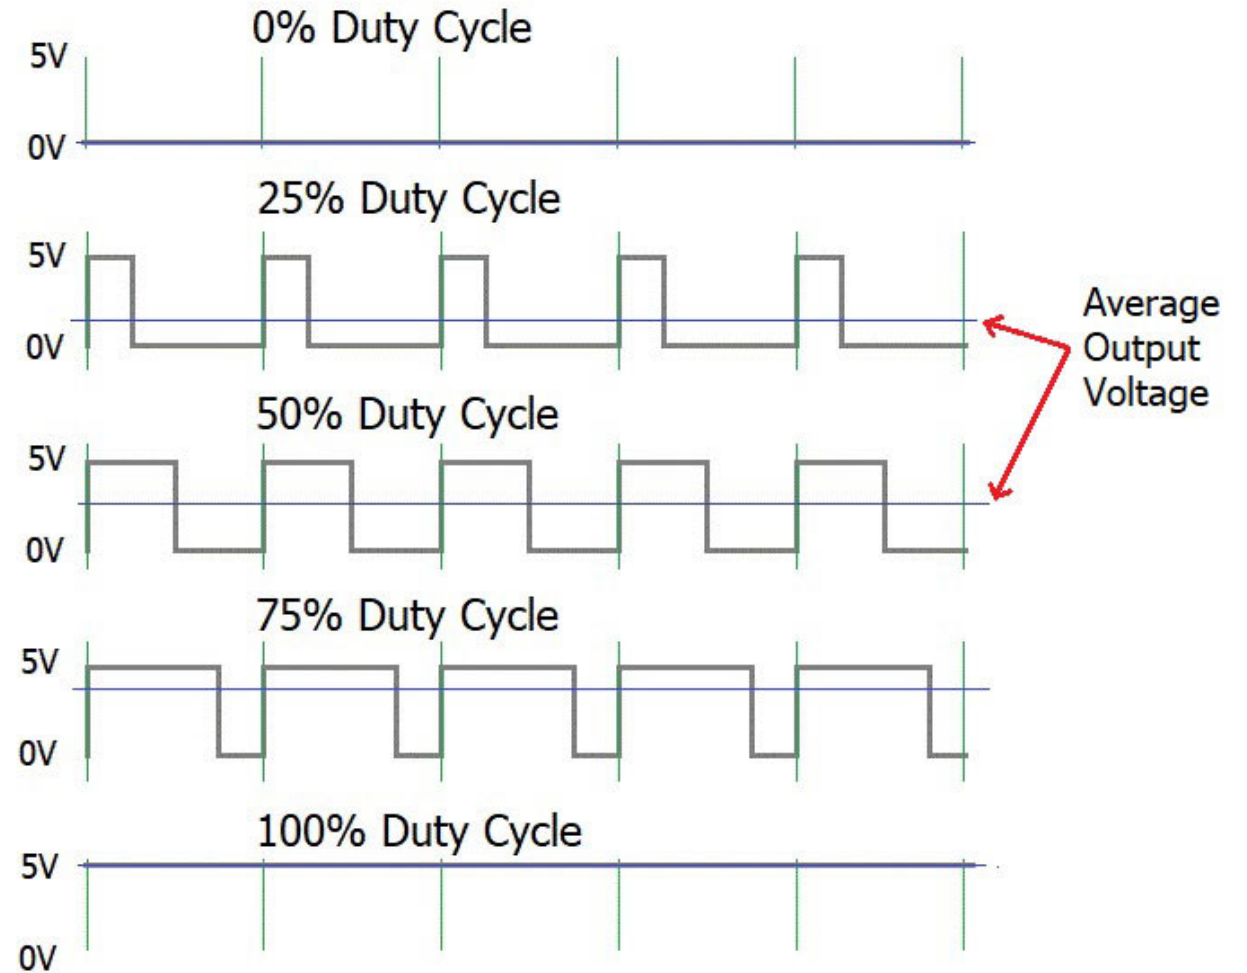 0% Duty Cycle
5V
0V
25% Duty Cycle
5V
0V
Average
Output
Voltage
50% Duty Cycle
5V
0V
75% Duty Cycle
5V
0V
100% Duty Cycle
5V
0V